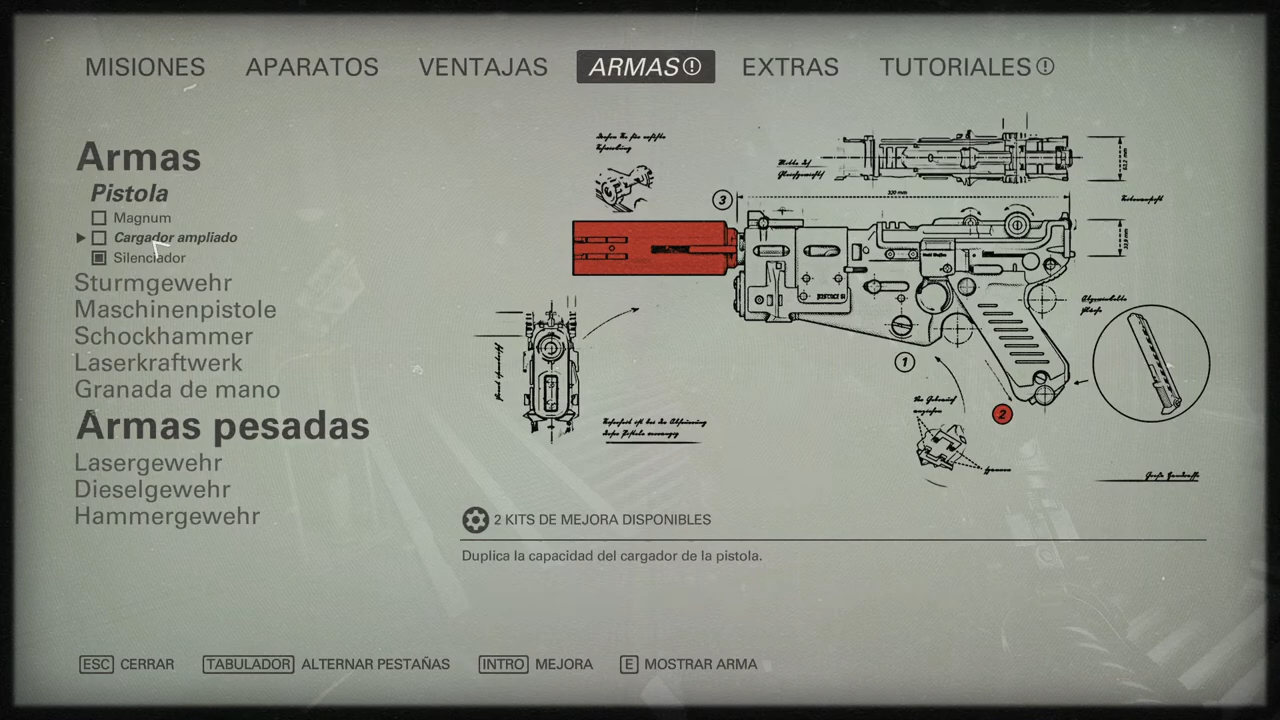 MISIONES APARATOS VENTAJAS ARMAS EXTRAS TUTORIALES
Armas
Pistola
Magnum
Cargador ampliado
Silenciador
Sturmgewehr
Maschinenpistole
Schockhammer
Laserkraftwerk
Granada de mano
Armas pesadas
Lasergewehr
Dieselgewehr
Hammergewehr
3
320 mm
1
2
2 KITS DE MEJORA DISPONIBLES
Duplica la capacidad del cargador de la pistola.
ESC CERRAR TABULADOR ALTERNAR PESTAÑAS INTRO MEJORA E MOSTRAR ARMA